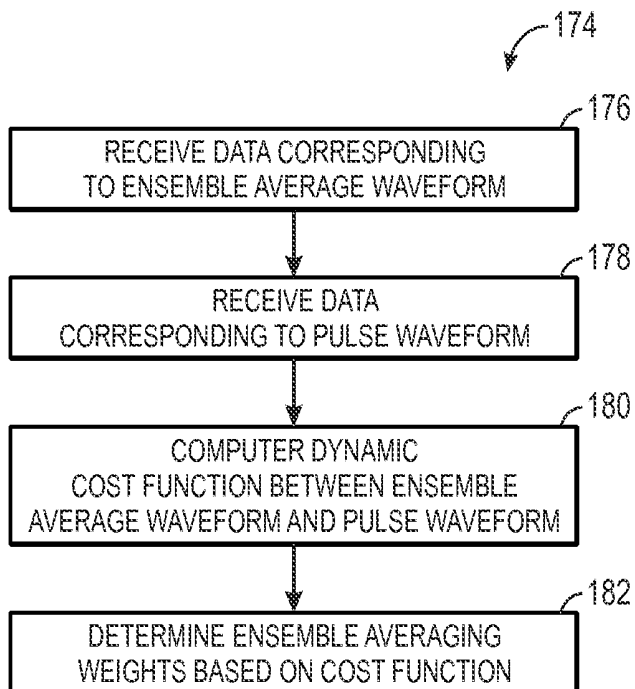 174
176
RECEIVE DATA CORRESPONDING
TO ENSEMBLE AVERAGE WAVEFORM
178
RECEIVE DATA
CORRESPONDING TO PULSE WAVEFORM
180
COMPUTER DYNAMIC
COST FUNCTION BETWEEN ENSEMBLE
AVERAGE WAVEFORM AND PULSE WAVEFORM
182
DETERMINE ENSEMBLE AVERAGING
WEIGHTS BASED ON COST FUNCTION